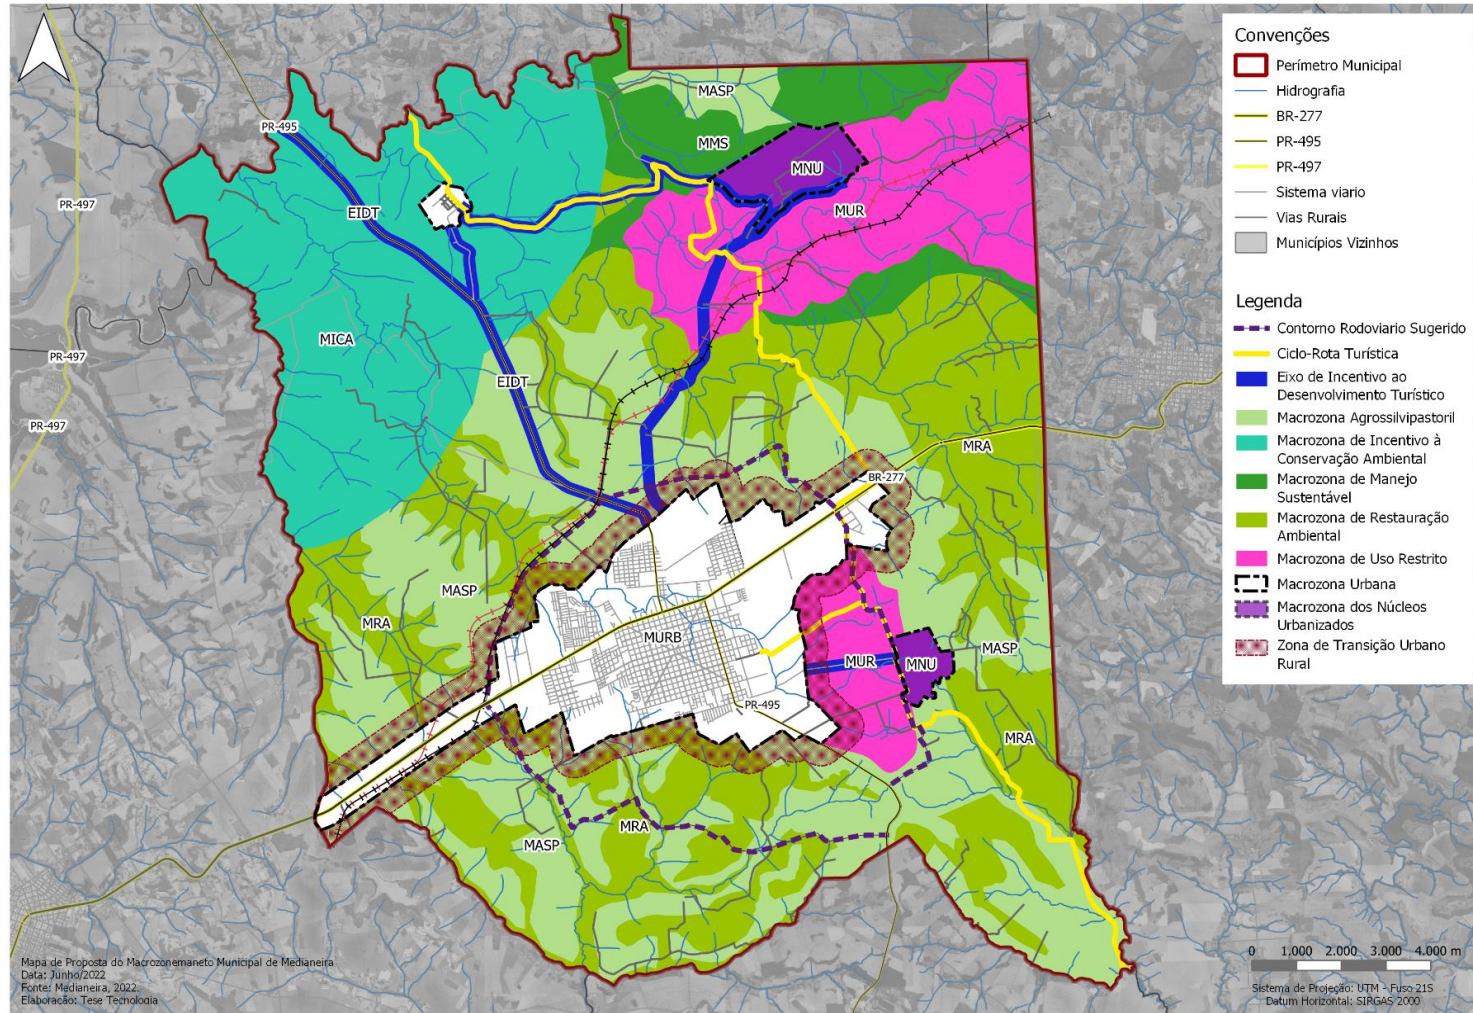 MASP
PR-495
MMS
MNU
PR-497
EIDT
MUR
MICA
PR-497
EIDT
PR-497
MRA
BR-277
MASP
MRA
MURB
MUR
MNU
MASP
PR-495
MRA
MRA
MASP
Convenções
Perímetro Municipal
Hidrografia
BR-277
PR-495
PR-497
Sistema viario
Vias Rurais
Municípios Vizinhos
Legenda
Contorno Rodoviario Sugerido
Ciclo-Rota Turística
Eixo de Incentivo ao
Desenvolvimento Turístico
Macrozona Agrossilvipastoril
Macrozona de Incentivo à
Conservação Ambiental
Macrozona de Manejo
Sustentável
Macrozona de Restauração
Ambiental
Macrozona de Uso Restrito
Macrozona Urbana
Macrozona dos Núcleos
Urbanizados
Zona de Transição Urbano
Rural
0 1.000 2.000 3.000 4.000 m
Sistema de Projeção: UTM - Fuso 21S
Datum Horizontal: SIRGAS 2000
Mapa de Proposta do Macrozonemaneto Municipal de Medianeira
Data: Junho/2022
Fonte: Medianeira, 2022.
Elaboração: Tese Tecnologia